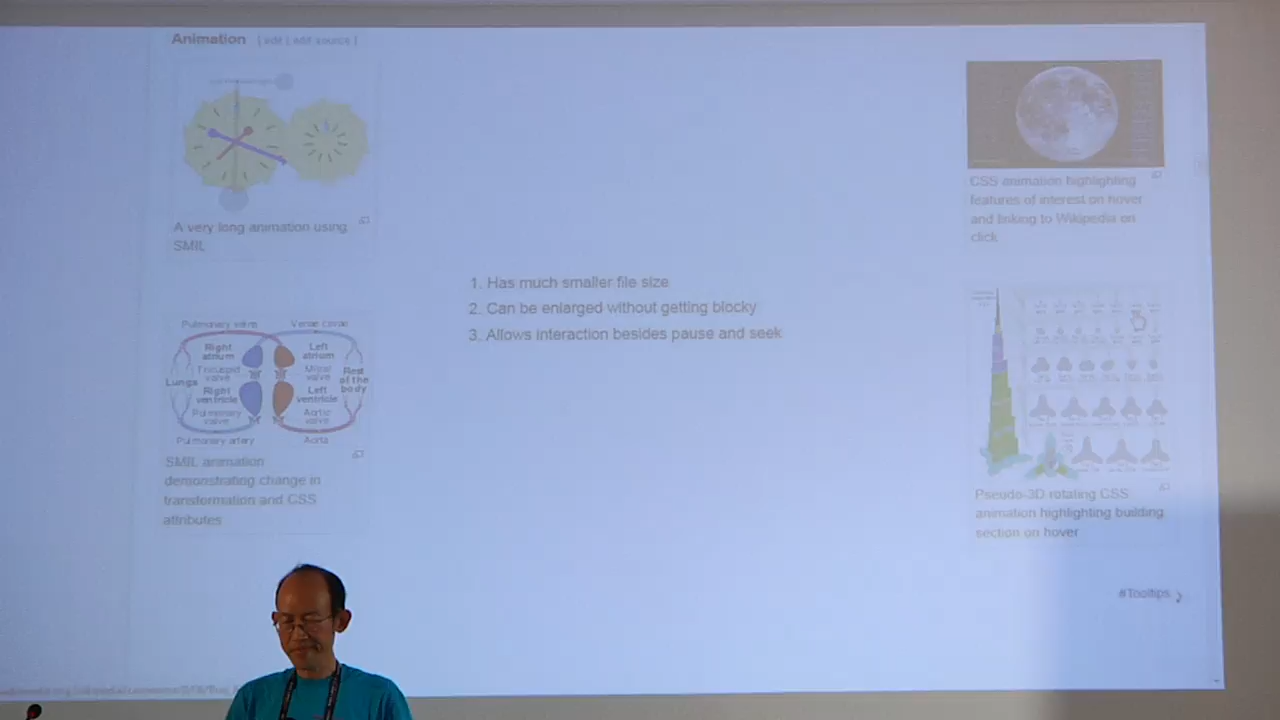 Animation [ edit | edit source ]
A very long animation using
SMIL
Pulmonary veins
Venae cavae
Right
atrium
Left
atrium
Tricuspid
valve
Mitral
valve
Lungs
Rest
of the
body
Right
ventricle
Left
ventricle
Pulmonary
valve
Aortic
valve
Pulmonary artery
Aorta
SMIL animation
demonstrating change in
transformation and CSS
attributes
1. Has much smaller file size
2. Can be enlarged without getting blocky
3. Allows interaction besides pause and seek
CSS animation highlighting
features of interest on hover
and linking to Wikipedia on
click
Pseudo-3D rotating CSS
animation highlighting building
section on hover
#Tooltips